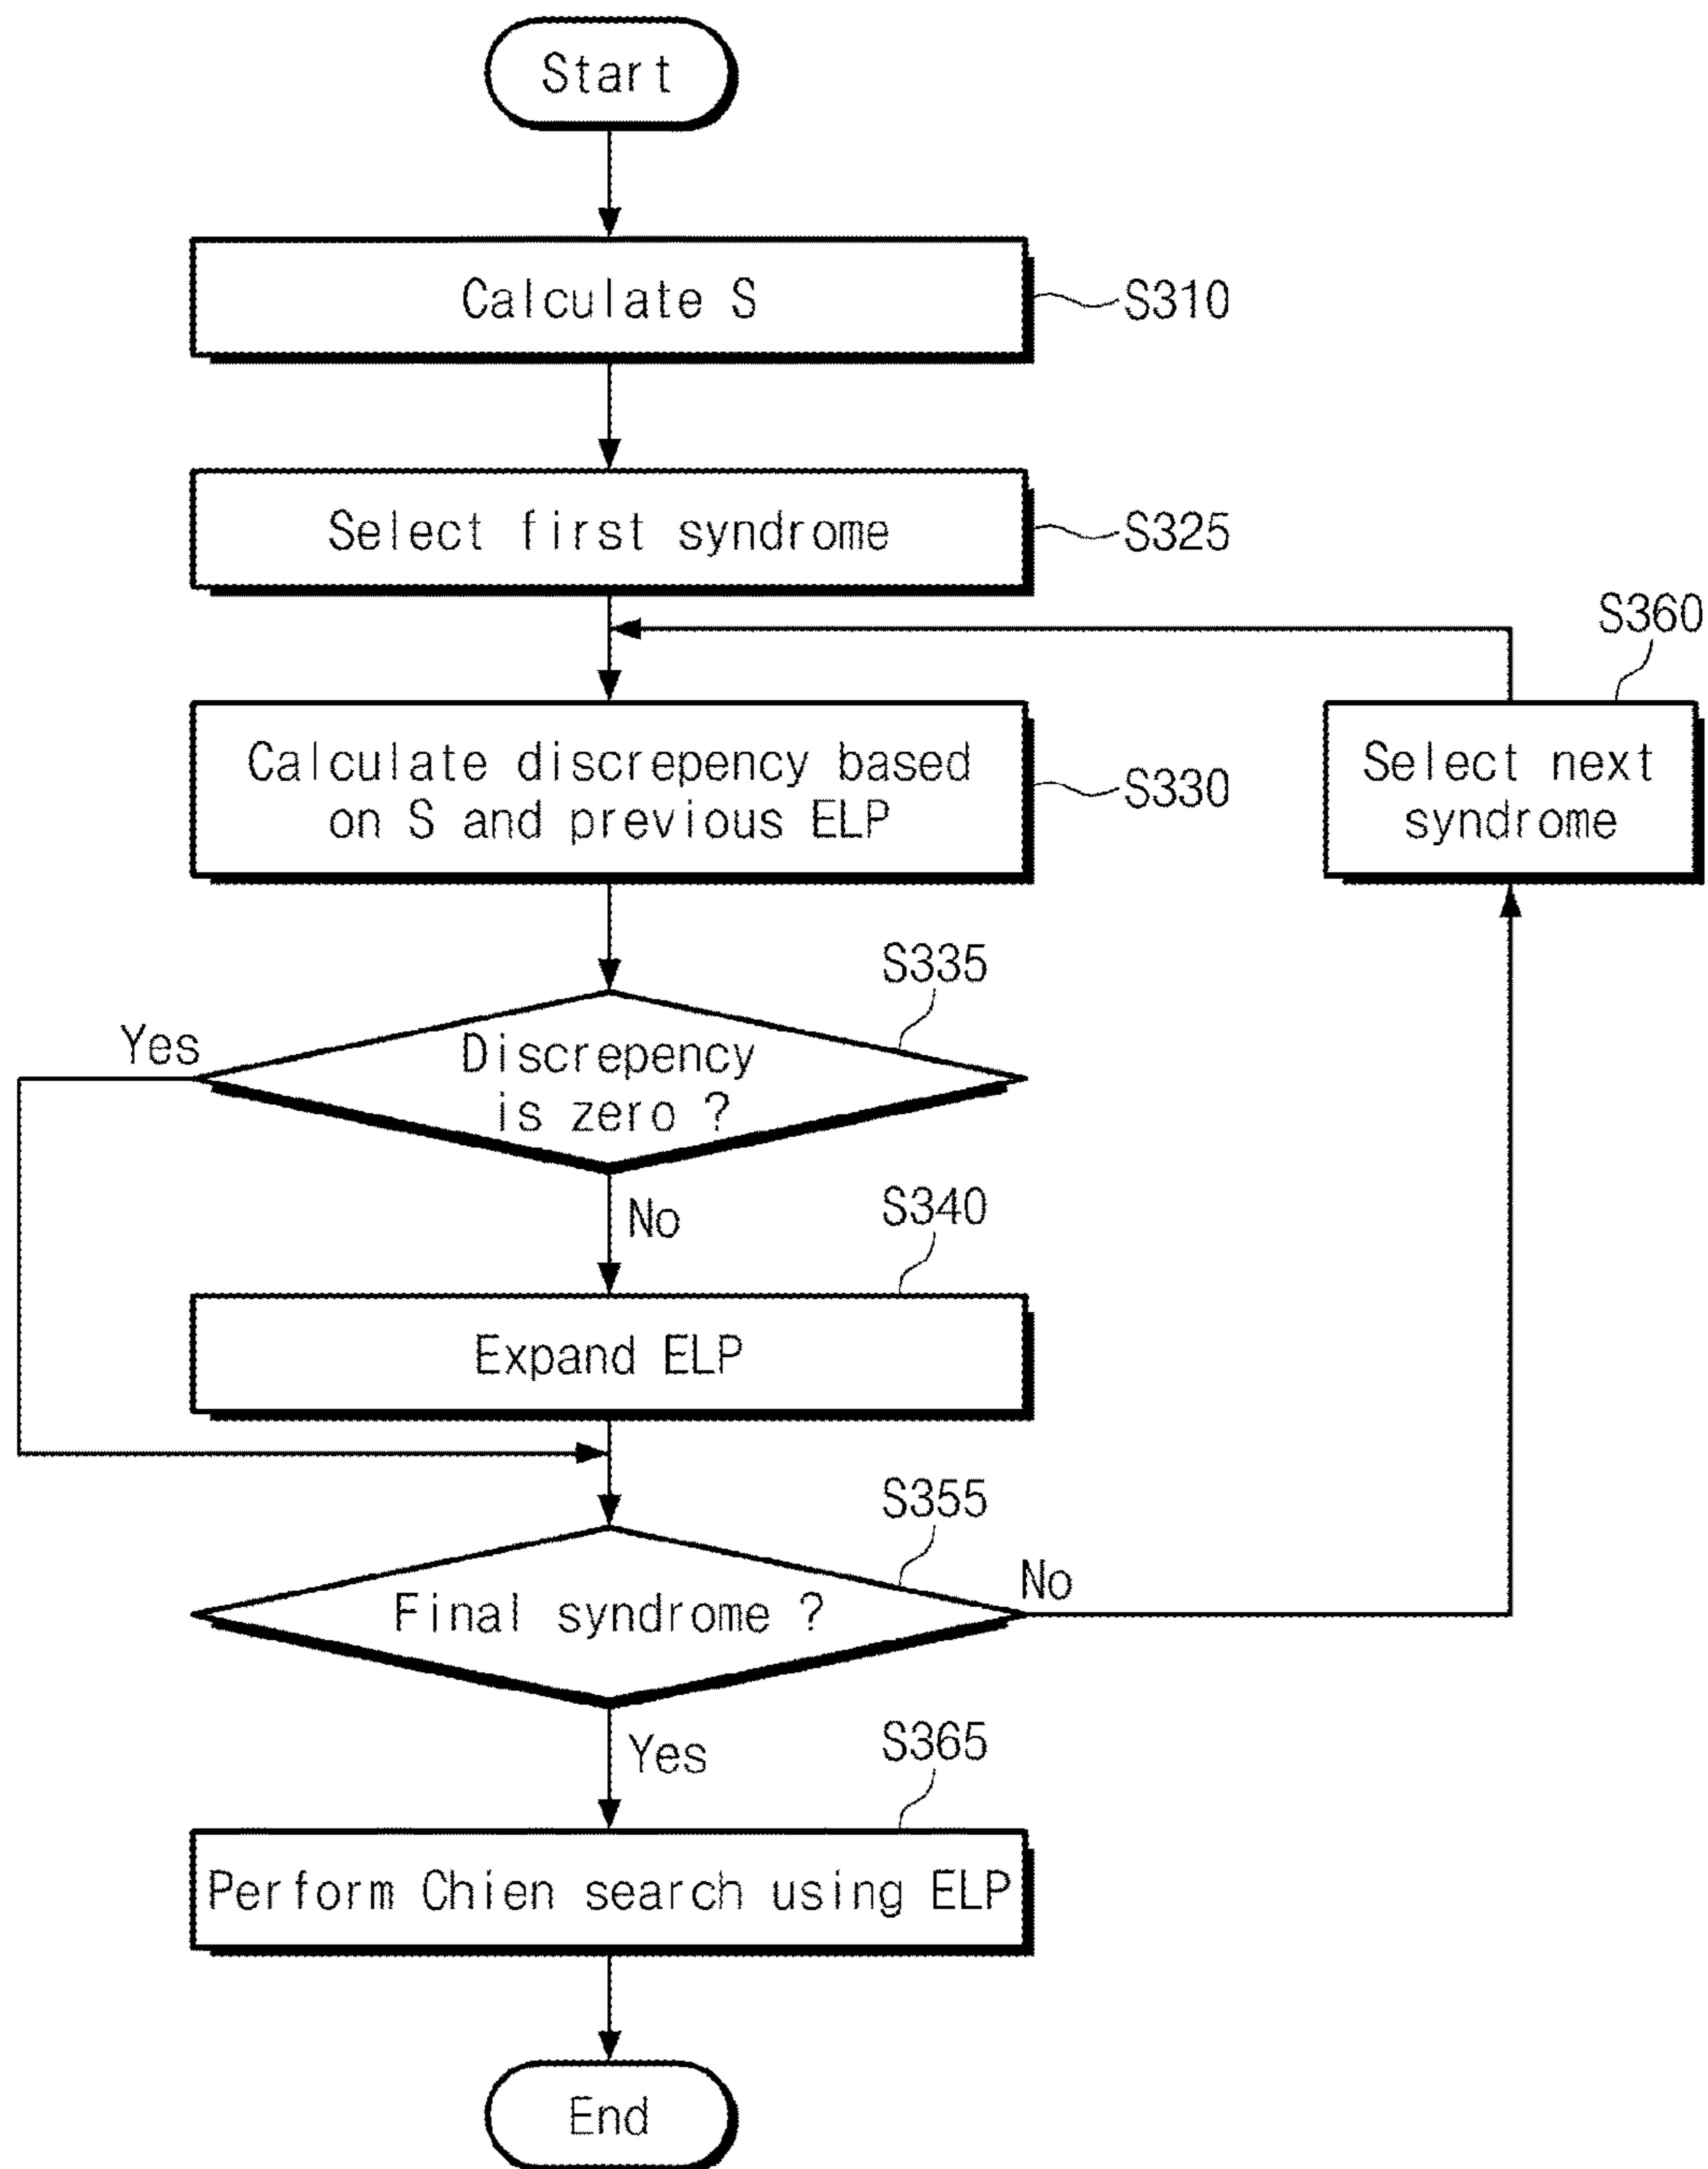 Start
Calculate S
S310
Select first syndrome
S325
S360
Calculate discrepency based
on S and previous ELP
S330
Select next
syndrome
S335
Yes
Discrepency
is zero ?
No
S340
Expand ELP
S355
Final syndrome ?
No
Yes
S365
Perform Chien search using ELP
End